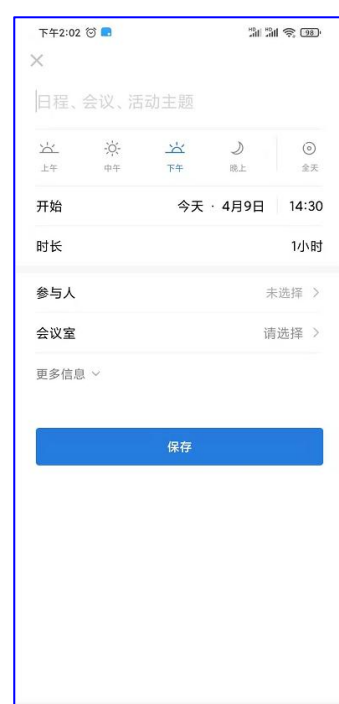 下午2:02 98
日程、会议、活动主题
上午 中午 下午 晚上 全天
开始 今天 · 4月9日 14:30
时长 1小时
参与人 未选择
会议室 请选择
更多信息
保存